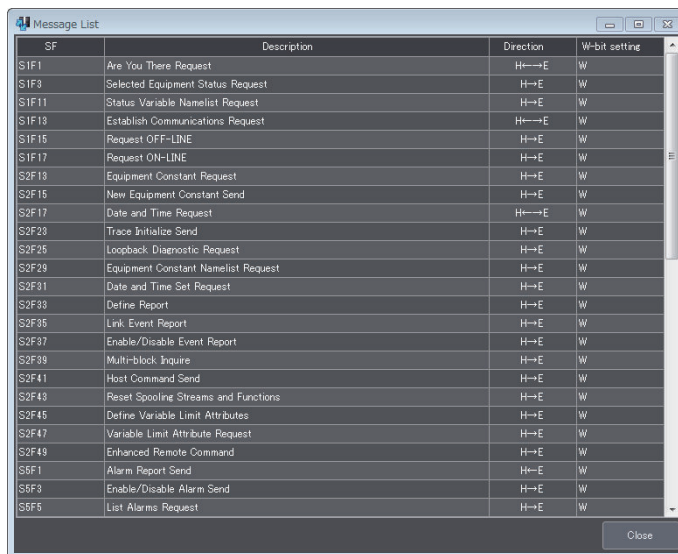 Message List
SF Description Direction W-bit setting
S1F1 Are You There Request H←→E W
S1F3 Selected Equipment Status Request H→E W
S1F11 Status Variable Namelist Request H→E W
S1F13 Establish Communications Request H←→E W
S1F15 Request OFF-LINE H→E W
S1F17 Request ON-LINE H→E W
S2F13 Equipment Constant Request H→E W
S2F15 New Equipment Constant Send H→E W
S2F17 Date and Time Request H←→E W
S2F23 Trace Initialize Send H→E W
S2F25 Loopback Diagnostic Request H→E W
S2F29 Equipment Constant Namelist Request H→E W
S2F31 Date and Time Set Request H→E W
S2F33 Define Report H→E W
S2F35 Link Event Report H→E W
S2F37 Enable/Disable Event Report H→E W
S2F39 Multi-block Inquire H→E W
S2F41 Host Command Send H→E W
S2F43 Reset Spooling Streams and Functions H→E W
S2F45 Define Variable Limit Attributes H→E W
S2F47 Variable Limit Attribute Request H→E W
S2F49 Enhanced Remote Command H→E W
S5F1 Alarm Report Send H←E W
S5F3 Enable/Disable Alarm Send H→E W
S5F5 List Alarms Request H→E W
Close